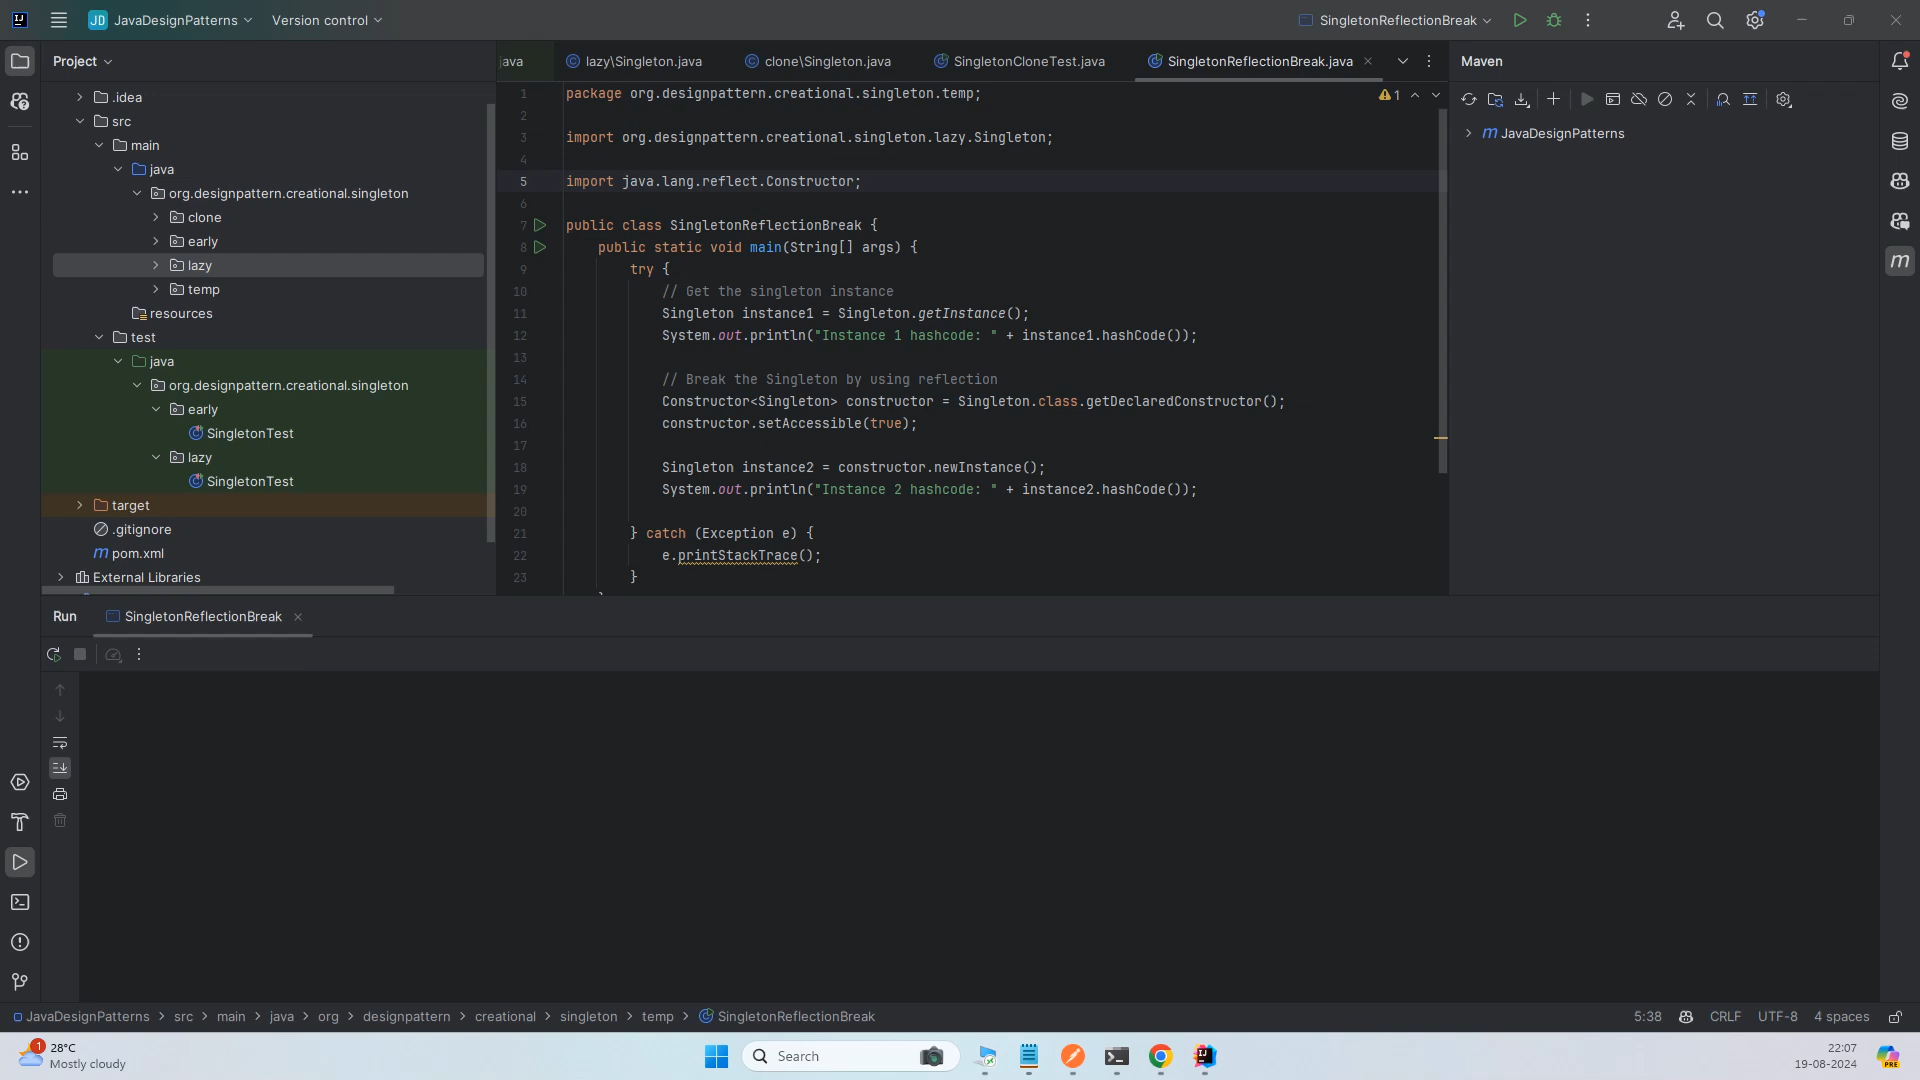 JD JavaDesignPatterns Version control SingletonReflectionBreak
Project
java lazy\Singleton.java clone\Singleton.java SingletonCloneTest.java SingletonReflectionBreak.java
Maven
.idea
src
main
java
org.designpattern.creational.singleton
clone
early
lazy
temp
resources
test
java
org.designpattern.creational.singleton
early
SingletonTest
lazy
SingletonTest
target
.gitignore
pom.xml
External Libraries
1 package org.designpattern.creational.singleton.temp;
2
3 import org.designpattern.creational.singleton.lazy.Singleton;
4
5 import java.lang.reflect.Constructor;
6
7 public class SingletonReflectionBreak {
8 public static void main(String[] args) {
9 try {
10 // Get the singleton instance
11 Singleton instance1 = Singleton.getInstance();
12 System.out.println("Instance 1 hashcode: " + instance1.hashCode());
13
14 // Break the Singleton by using reflection
15 Constructor<Singleton> constructor = Singleton.class.getDeclaredConstructor();
16 constructor.setAccessible(true);
17
18 Singleton instance2 = constructor.newInstance();
19 System.out.println("Instance 2 hashcode: " + instance2.hashCode());
20
21 } catch (Exception e) {
22 e.printStackTrace();
23 }
1
m JavaDesignPatterns
Run SingletonReflectionBreak
JavaDesignPatterns > src > main > java > org > designpattern > creational > singleton > temp > SingletonReflectionBreak
5:38 CRLF UTF-8 4 spaces
1
28°C
Mostly cloudy
Search
22:07
19-08-2024
PRE